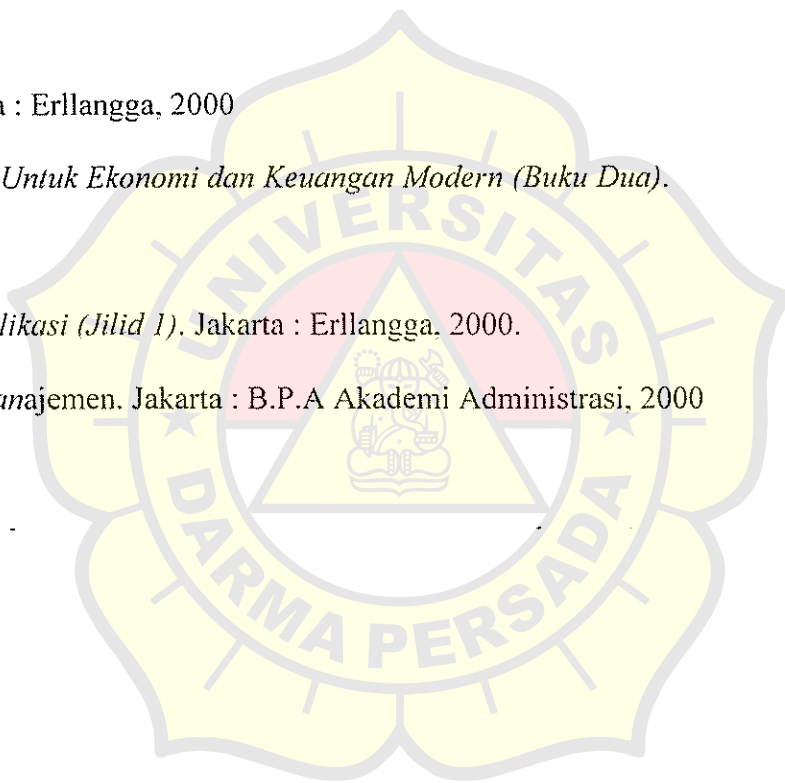 a : Erllangga, 2000
Untuk Ekonomi dan Keuangan Modern (Buku Dua).
likasi (Jilid 1). Jakarta : Erllangga, 2000.
anajemen. Jakarta : B.P.A Akademi Administrasi, 2000
UNIVERSITAS
DARMA PERSADA